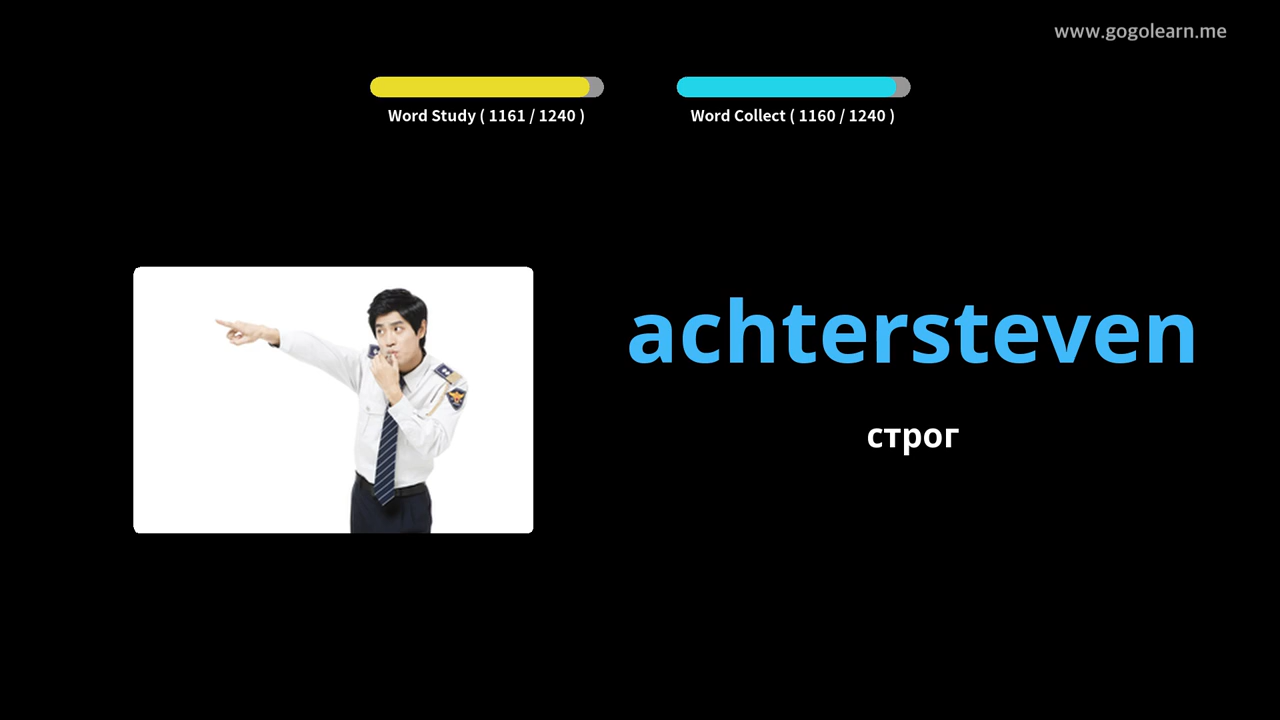 www.gogolearn.me
Word Study ( 1161 / 1240 )
Word Collect ( 1160 / 1240 )
achtersteven
строг